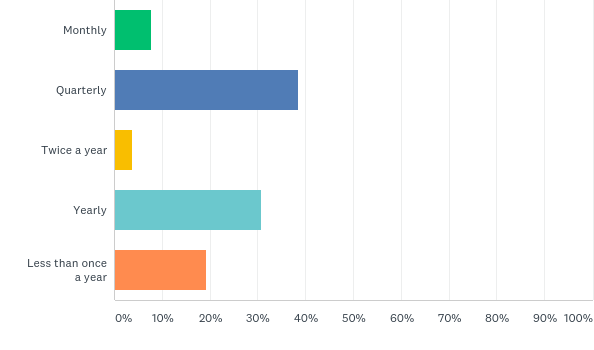 Monthly
Quarterly
Twice a year
Yearly
Less than once
a year
0% 10% 20% 30% 40% 50% 60% 70% 80% 90% 100%